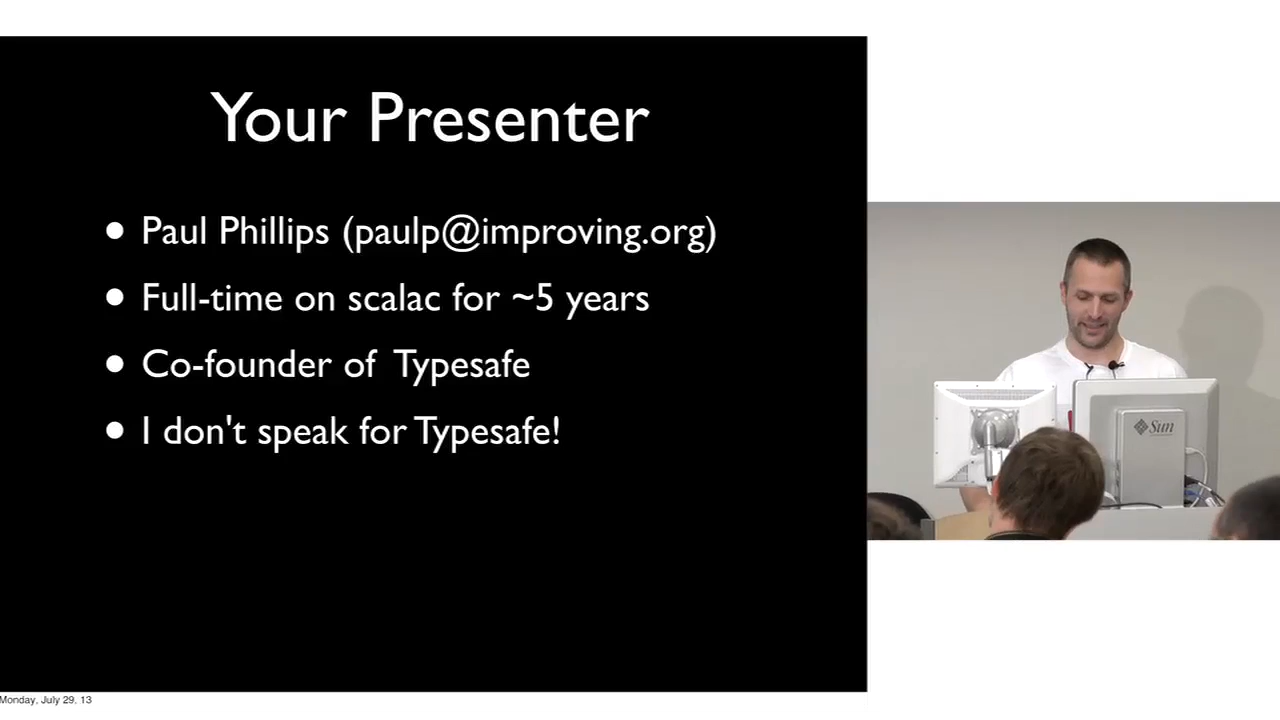 Your Presenter
• Paul Phillips (paulp@improving.org)
• Full-time on scalac for ~5 years
• Co-founder of Typesafe
• I don't speak for Typesafe!
Sun
Monday, July 29, 13